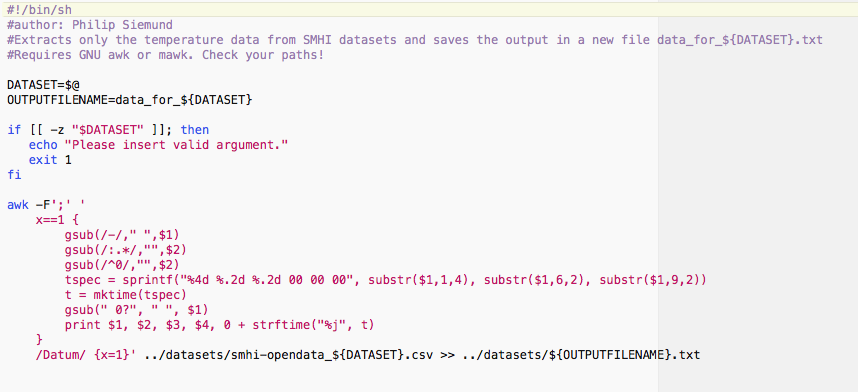 #!/bin/sh
#author: Philip Siemund
#Extracts only the temperature data from SMHI datasets and saves the output in a new file data_for_${DATASET}.txt
#Requires GNU awk or mawk. Check your paths!

DATASET=$@
OUTPUTFILENAME=data_for_${DATASET}

if [[ -z "$DATASET" ]]; then
   echo "Please insert valid argument."
   exit 1
fi

awk -F';' '
    x==1 {
        gsub(/-/," ",$1)
        gsub(/:.*/,"",$2)
        gsub(/^0/,"",$2)
        tspec = sprintf("%4d %.2d %.2d 00 00 00", substr($1,1,4), substr($1,6,2), substr($1,9,2))
        t = mktime(tspec)
        gsub(" 0?", " ", $1)
        print $1, $2, $3, $4, 0 + strftime("%j", t)
    }
    /Datum/ {x=1}' ../datasets/smhi-opendata_${DATASET}.csv >> ../datasets/${OUTPUTFILENAME}.txt